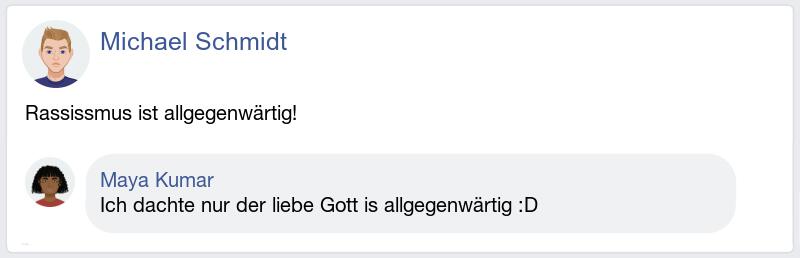 Michael Schmidt
Rassissmus ist allgegenwärtig!
Maya Kumar
Ich dachte nur der liebe Gott is allgegenwärtig :D